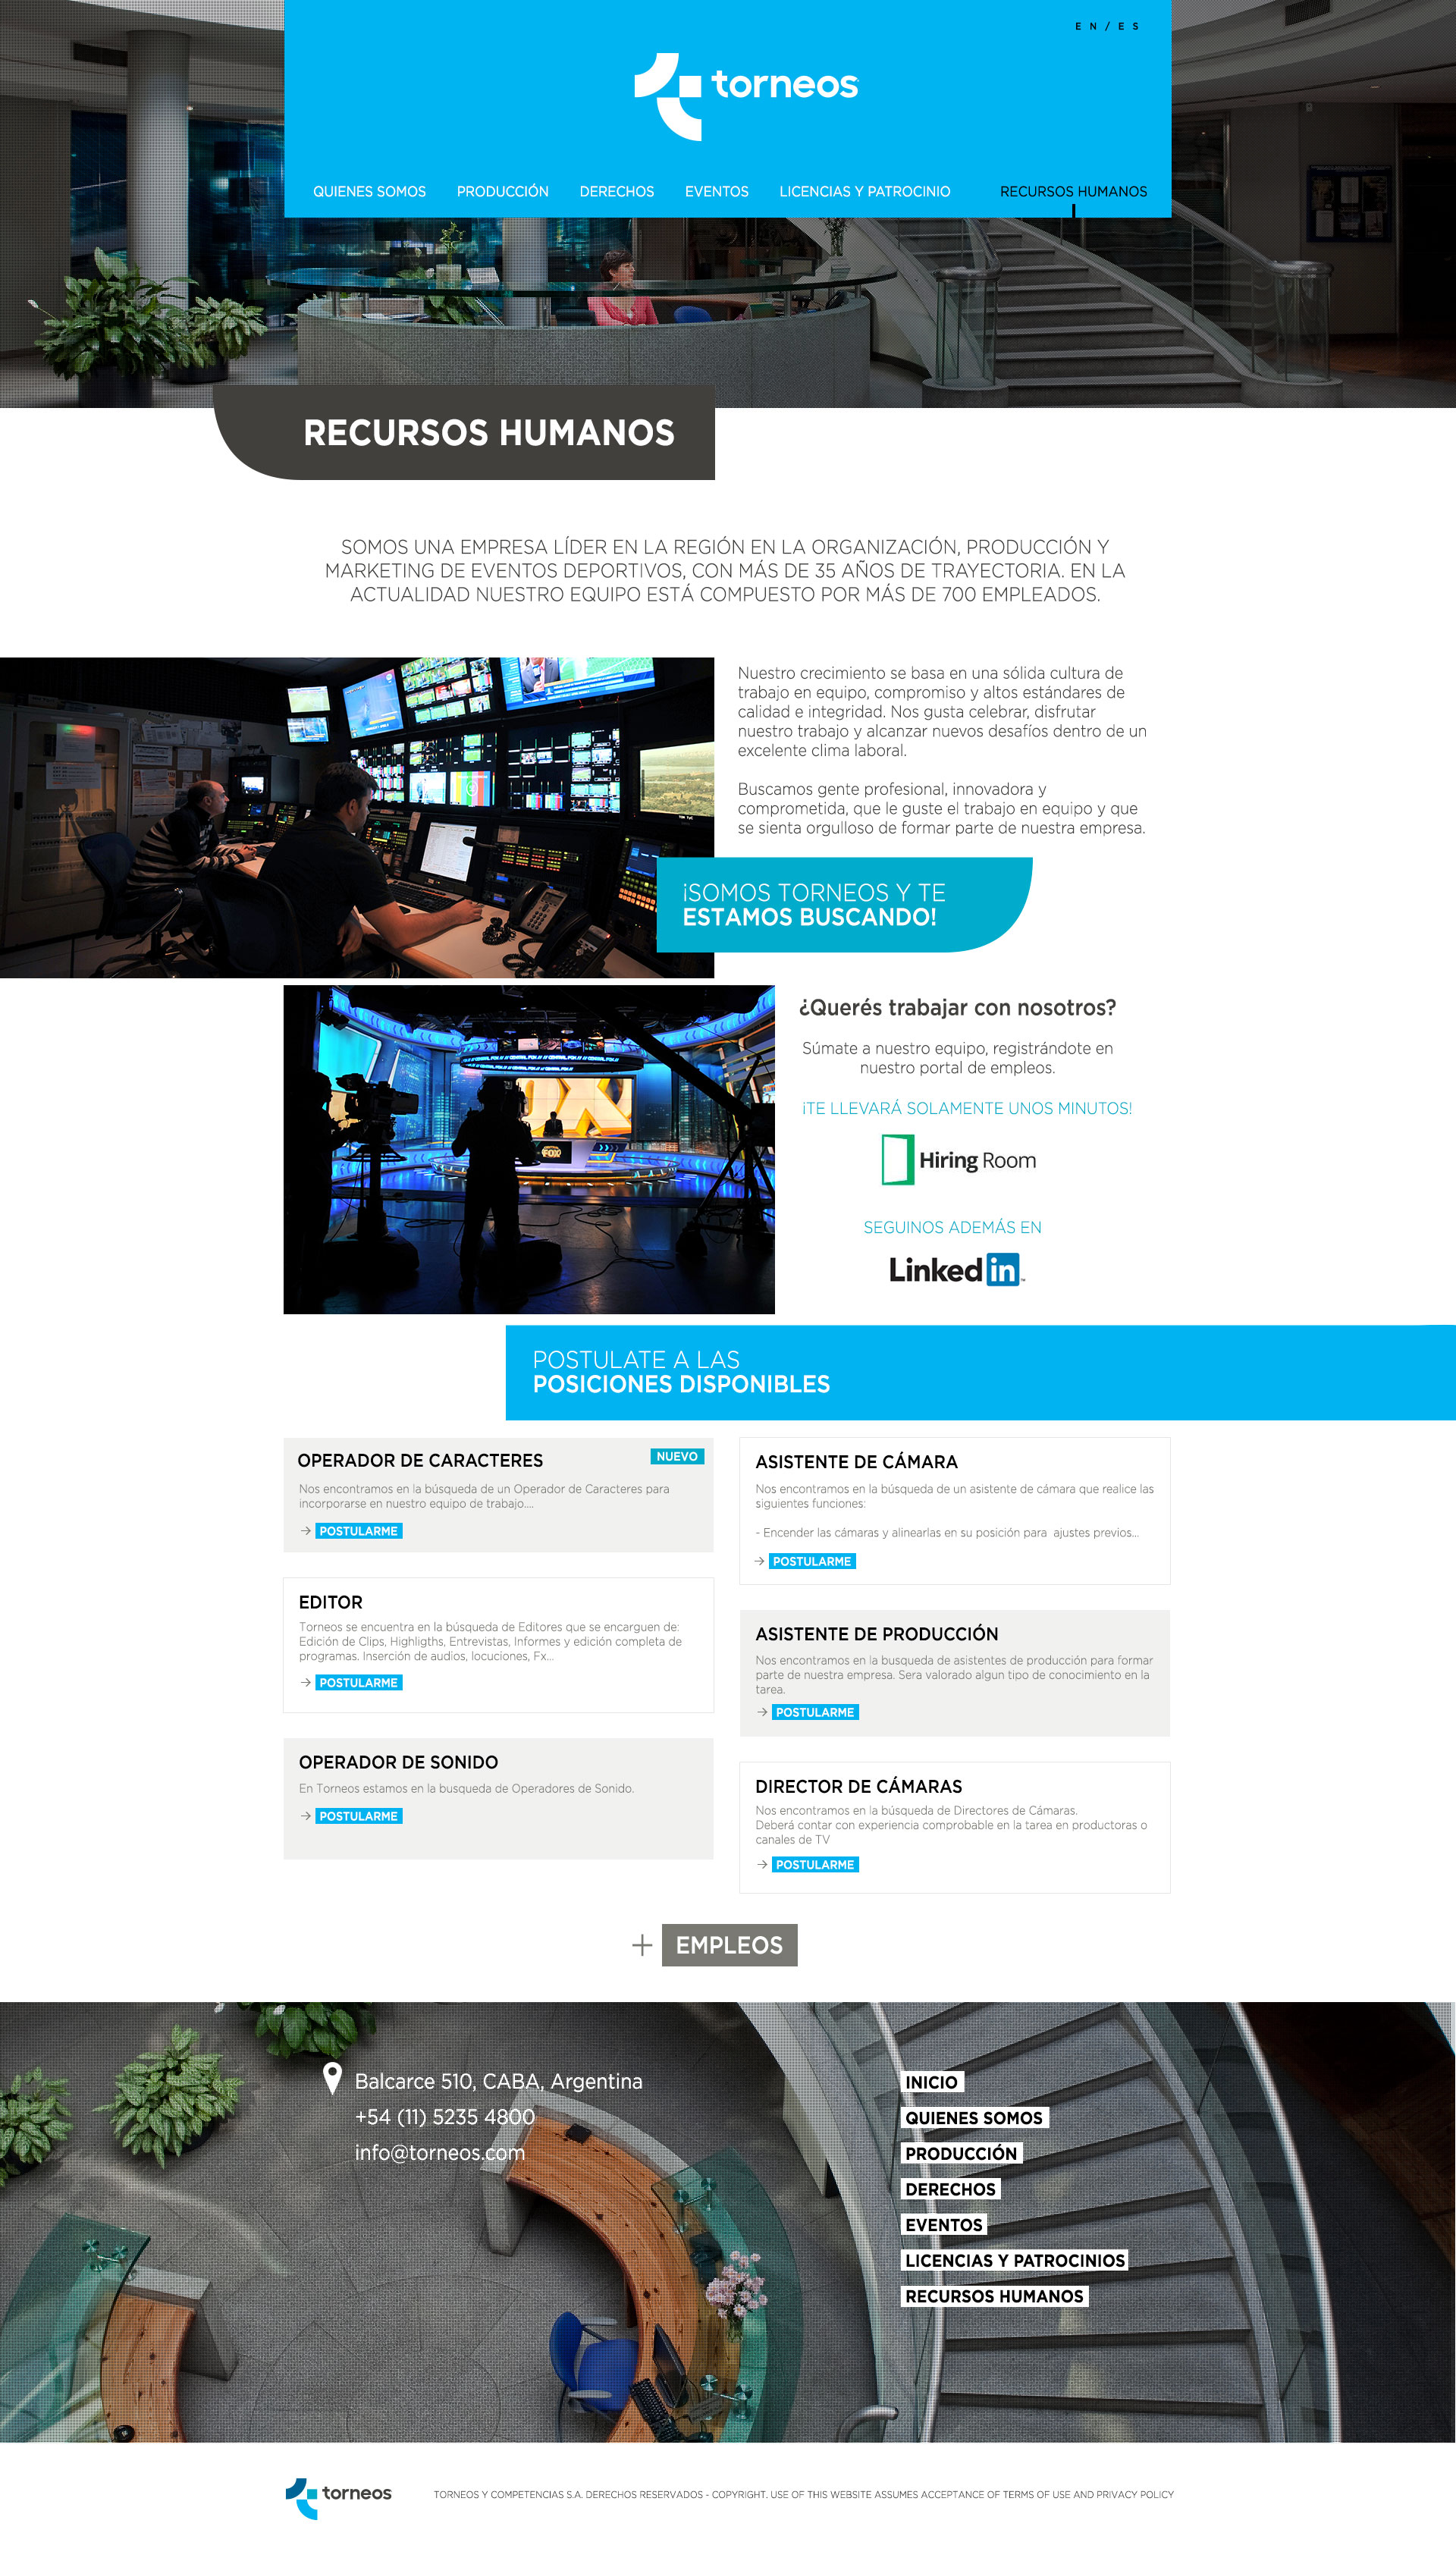 EN/ES
torneos
QUIENES SOMOS
PRODUCCIÓN
DERECHOS
EVENTOS
LICENCIAS Y PATROCINIO
RECURSOS HUMANOS
RECURSOS HUMANOS
SOMOS UNA EMPRESA LÍDER EN LA REGIÓN EN LA ORGANIZACIÓN, PRODUCCIÓN Y
MARKETING DE EVENTOS DEPORTIVOS, CON MÁS DE 35 AÑOS DE TRAYECTORIA. EN LA
ACTUALIDAD NUESTRO EQUIPO ESTÁ COMPUESTO POR MÁS DE 700 EMPLEADOS.
Nuestro crecimiento se basa en una sólida cultura de
trabajo en equipo, compromiso y altos estándares de
calidad e integridad. Nos gusta celebrar, disfrutar
nuestro trabajo y alcanzar nuevos desafíos dentro de un
excelente clima laboral.
Buscamos gente profesional, innovadora y
comprometida, que le guste el trabajo en equipo y que
se sienta orgulloso de formar parte de nuestra empresa.
¡SOMOS TORNEOS Y TE
ESTAMOS BUSCANDO!
FOX
¿Querés trabajar con nosotros?
Súmate a nuestro equipo, registrándote en
nuestro portal de empleos.
¡TE LLEVARÁ SOLAMENTE UNOS MINUTOS!
Hiring Room
SEGUINOS ADEMÁS EN
Linked in
POSTULATE A LAS
POSICIONES DISPONIBLES
OPERADOR DE CARACTERES
NUEVO
Nos encontramos en la búsqueda de un Operador de Caracteres para
incorporarse en nuestro equipo de trabajo....
→ POSTULARME
EDITOR
Torneos se encuentra en la búsqueda de Editores que se encarguen de:
Edición de Clips, Highligths, Entrevistas, Informes y edición completa de
programas. Inserción de audios, locuciones, Fx...
→ POSTULARME
OPERADOR DE SONIDO
En Torneos estamos en la busqueda de Operadores de Sonido.
→ POSTULARME
ASISTENTE DE CÁMARA
Nos encontramos en la búsqueda de un asistente de cámara que realice las
siguientes funciones:
- Encender las cámaras y alinearlas en su posición para  ajustes previos...
→ POSTULARME
ASISTENTE DE PRODUCCIÓN
Nos encontramos en la busqueda de asistentes de producción para formar
parte de nuestra empresa. Sera valorado algun tipo de conocimiento en la
tarea.
→ POSTULARME
DIRECTOR DE CÁMARAS
Nos encontramos en la búsqueda de Directores de Cámaras.
Deberá contar con experiencia comprobable en la tarea en productoras o
canales de TV
→ POSTULARME
+ EMPLEOS
Balcarce 510, CABA, Argentina
+54 (11) 5235 4800
info@torneos.com
INICIO
QUIENES SOMOS
PRODUCCIÓN
DERECHOS
EVENTOS
LICENCIAS Y PATROCINIOS
RECURSOS HUMANOS
torneos
TORNEOS Y COMPETENCIAS S.A. DERECHOS RESERVADOS - COPYRIGHT. USE OF THIS WEBSITE ASSUMES ACCEPTANCE OF TERMS OF USE AND PRIVACY POLICY